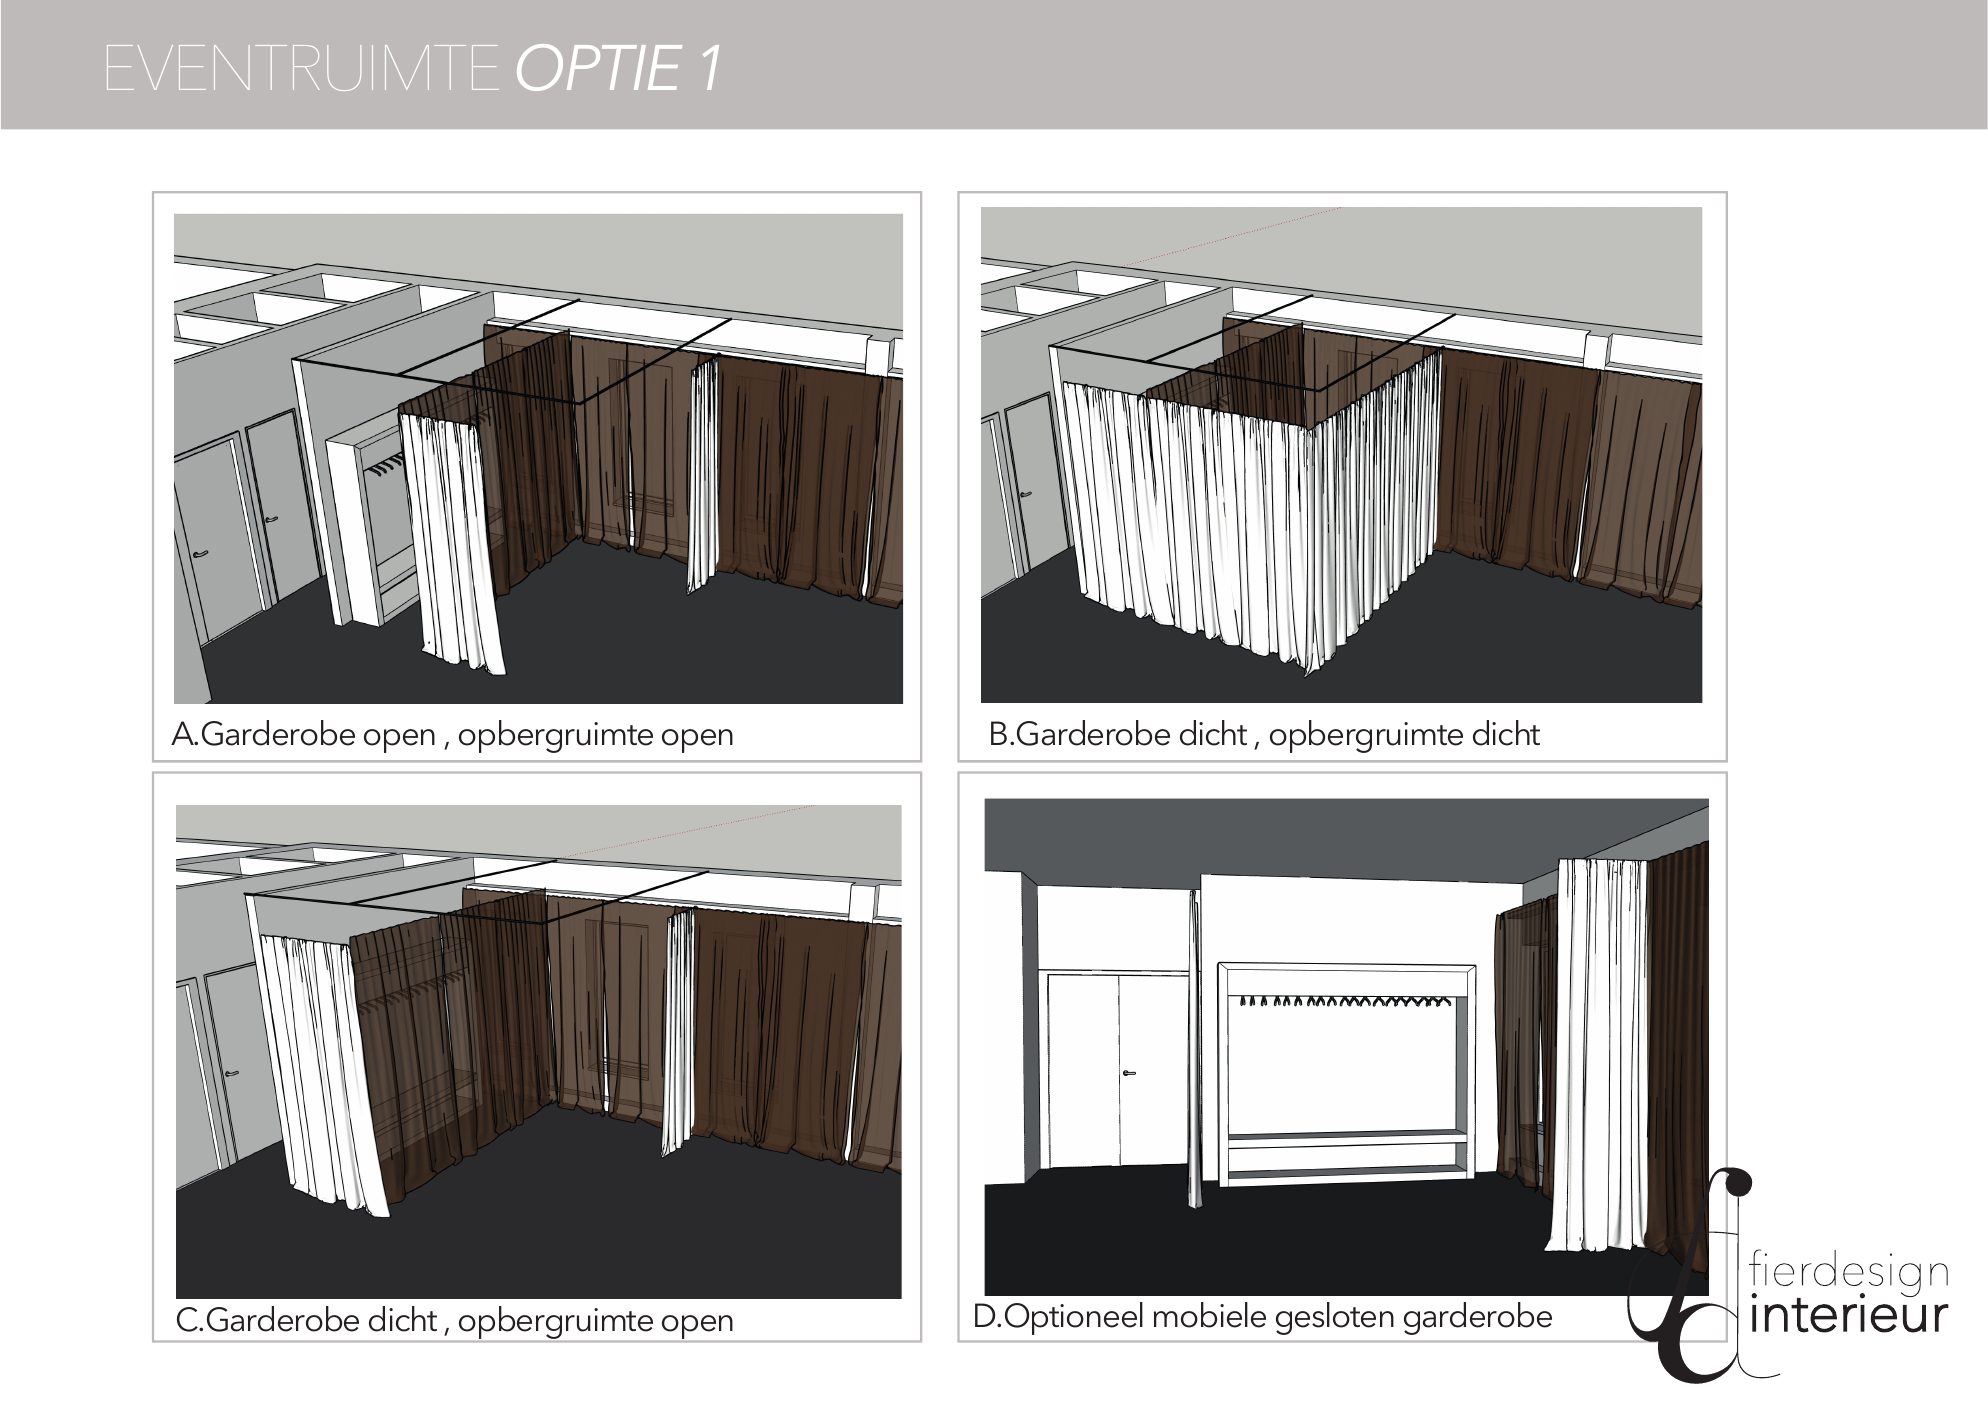 EVENTRUIMTE OPTIE 1
A.Garderobe open , opbergruimte open
B.Garderobe dicht , opbergruimte dicht
C.Garderobe dicht , opbergruimte open
D.Optioneel mobiele gesloten garderobe
fd
fierdesign
interieur